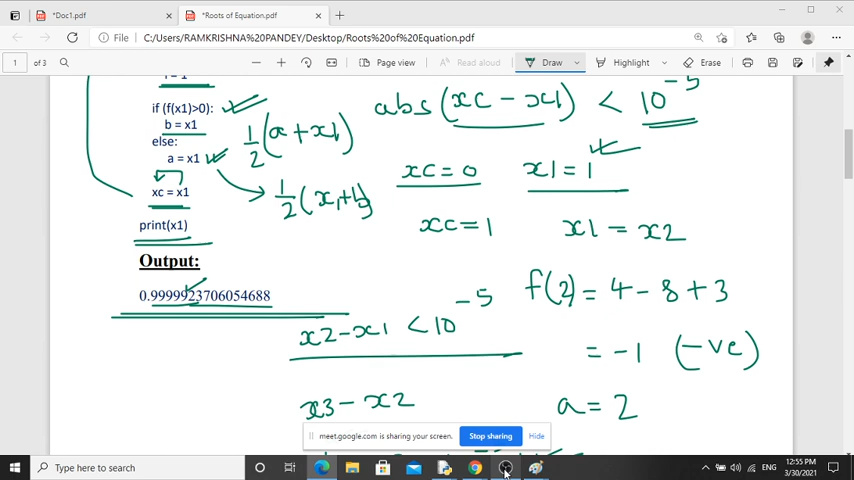 *Doc1.pdf
*Roots of Equation.pdf
File C:/Users/RAMKRISHNA%20PANDEY/Desktop/Roots%20of%20Equation.pdf
1 of 3
Page view
Read aloud
Draw
Highlight
Erase
if (f(x1)>0):
b = x1
else:
a = x1
xc = x1
print(x1)
Output:
0.9999923706054688
1/2 (a + x1)
1/2 (x1 + b)
abs (xc - x1) < 10^-5
xc = 0 x1 = 1
xc = 1 x1 = x2
f(2) = 4 - 8 + 3
= -1 (-ve)
a = 2
x2 - x1 < 10^-5
x3 - x2
meet.google.com is sharing your screen.
Stop sharing
Hide
Type here to search
ENG
12:55 PM
3/30/2021